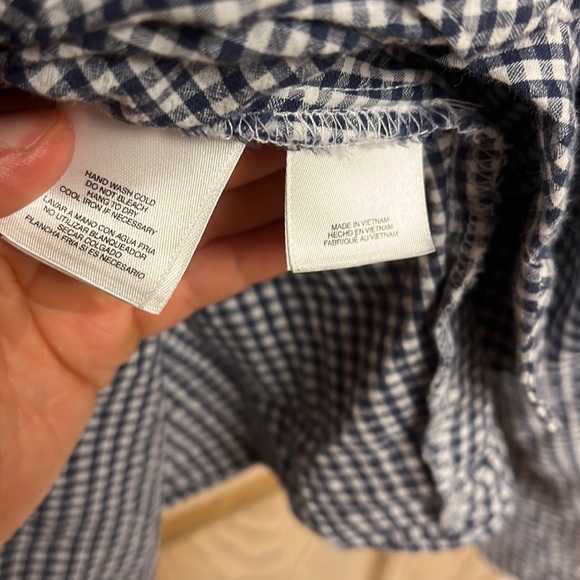 HAND WASH COLD
DO NOT BLEACH
HANG TO DRY
COOL IRON IF NECESSARY
LAVAR A MANO CON AGUA FRIA
NO UTILIZAR BLANQUEADOR
SECAR COLGADO
PLANCHA FRIA SI ES NECESARIO
MADE IN VIETNAM
HECHO EN VIETNAM
FABRIQUÉ AU VIETNAM